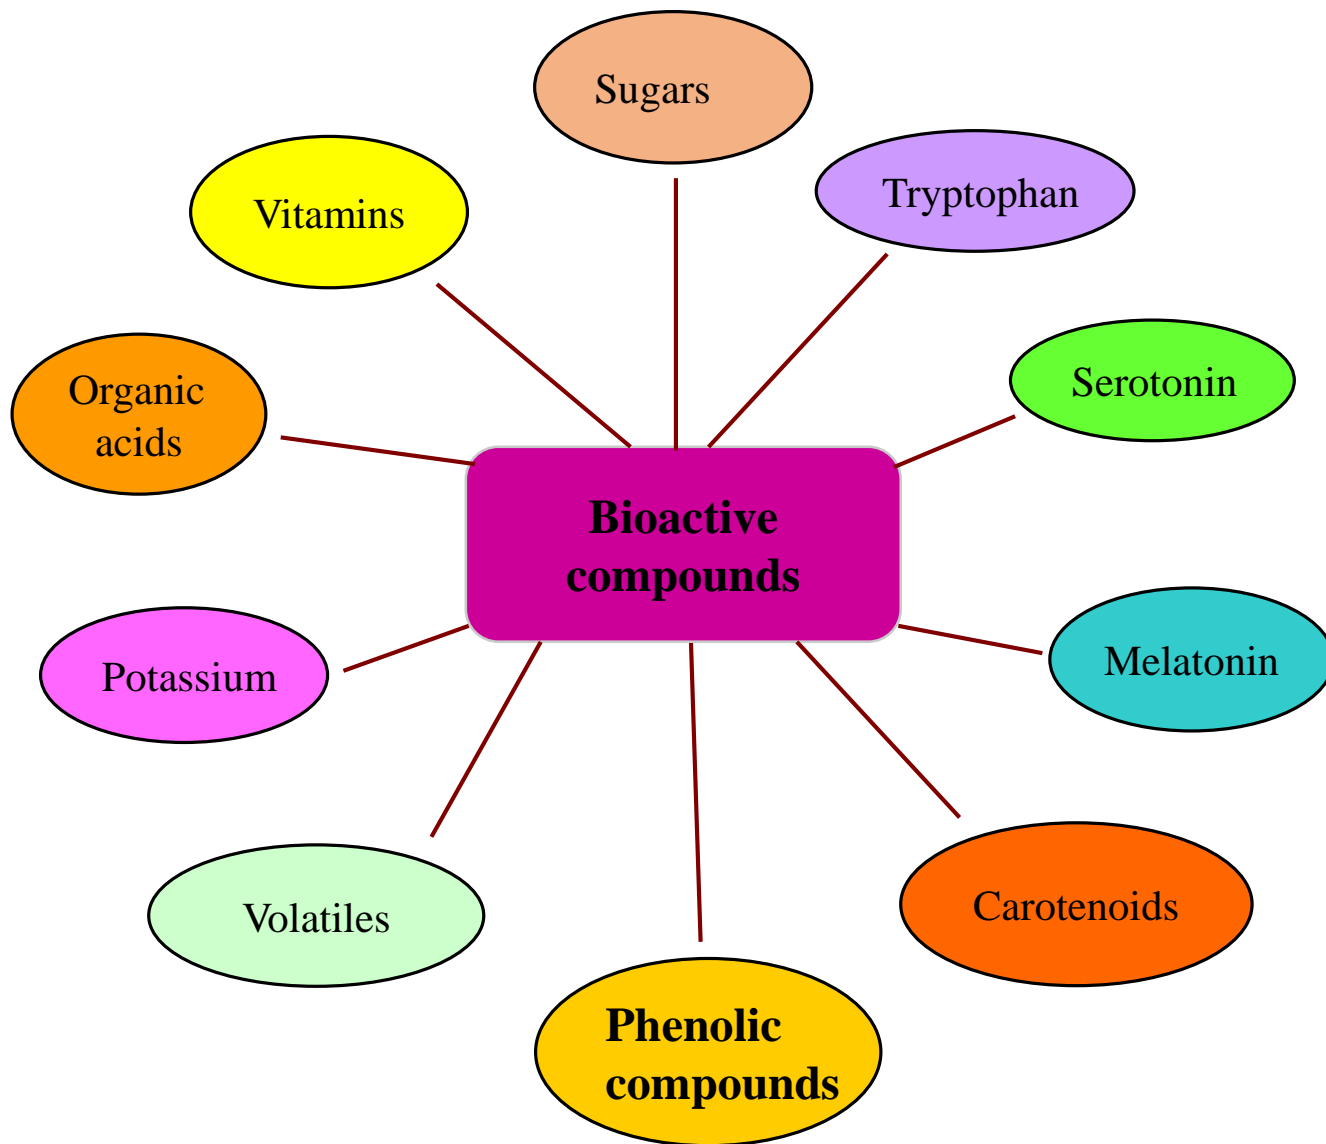 Sugars
Tryptophan
Vitamins
Serotonin
Organic
acids
Bioactive
compounds
Melatonin
Potassium
Carotenoids
Volatiles
Phenolic
compounds